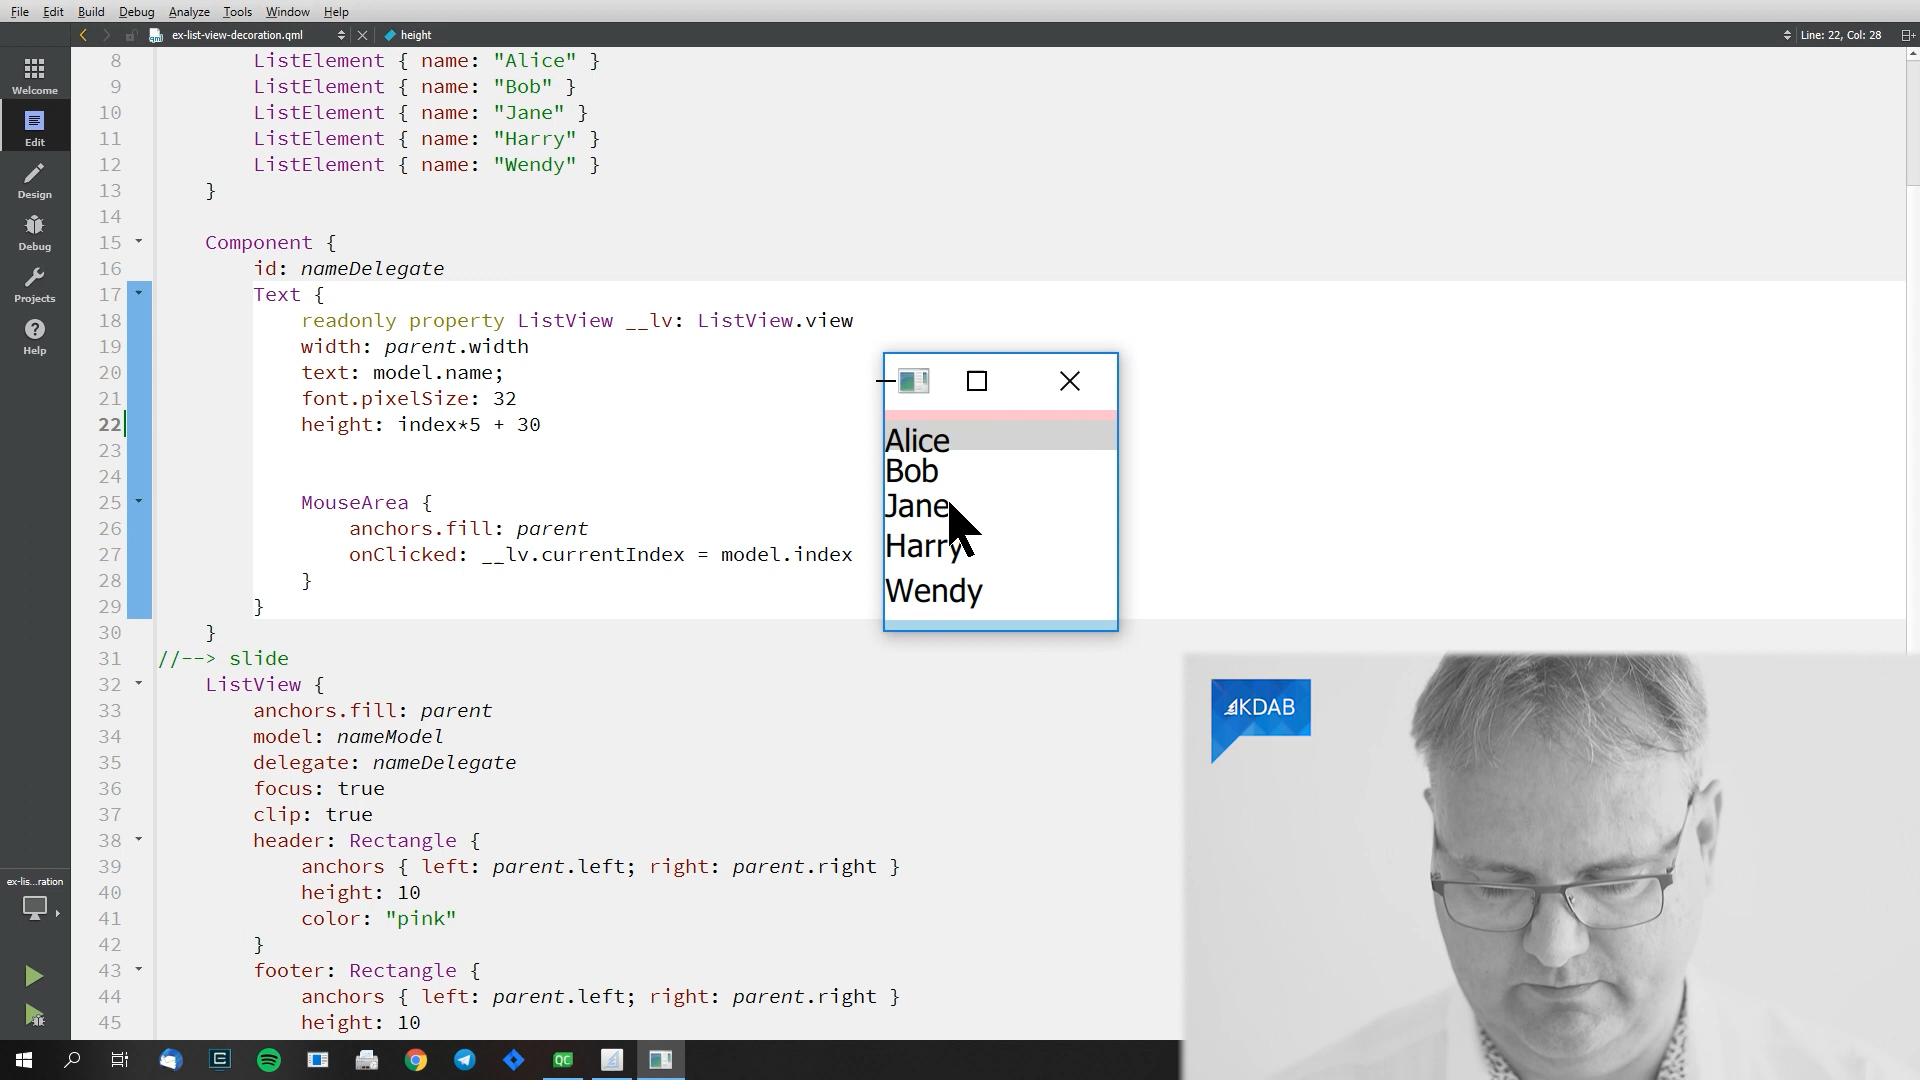 File Edit Build Debug Analyze Tools Window Help
ex-list-view-decoration.qml height Line: 22, Col: 28
Welcome
Edit
Design
Debug
Projects
Help
ex-lis...ration
8 ListElement { name: "Alice" }
9 ListElement { name: "Bob" }
10 ListElement { name: "Jane" }
11 ListElement { name: "Harry" }
12 ListElement { name: "Wendy" }
13 }
14
15 Component {
16 id: nameDelegate
17 Text {
18 readonly property ListView __lv: ListView.view
19 width: parent.width
20 text: model.name;
21 font.pixelSize: 32
22 height: index*5 + 30
23
24
25 MouseArea {
26 anchors.fill: parent
27 onClicked: __lv.currentIndex = model.index
28 }
29 }
30 }
31 //--> slide
32 ListView {
33 anchors.fill: parent
34 model: nameModel
35 delegate: nameDelegate
36 focus: true
37 clip: true
38 header: Rectangle {
39 anchors { left: parent.left; right: parent.right }
40 height: 10
41 color: "pink"
42 }
43 footer: Rectangle {
44 anchors { left: parent.left; right: parent.right }
45 height: 10
Alice
Bob
Jane
Harry
Wendy
KDAB
QC